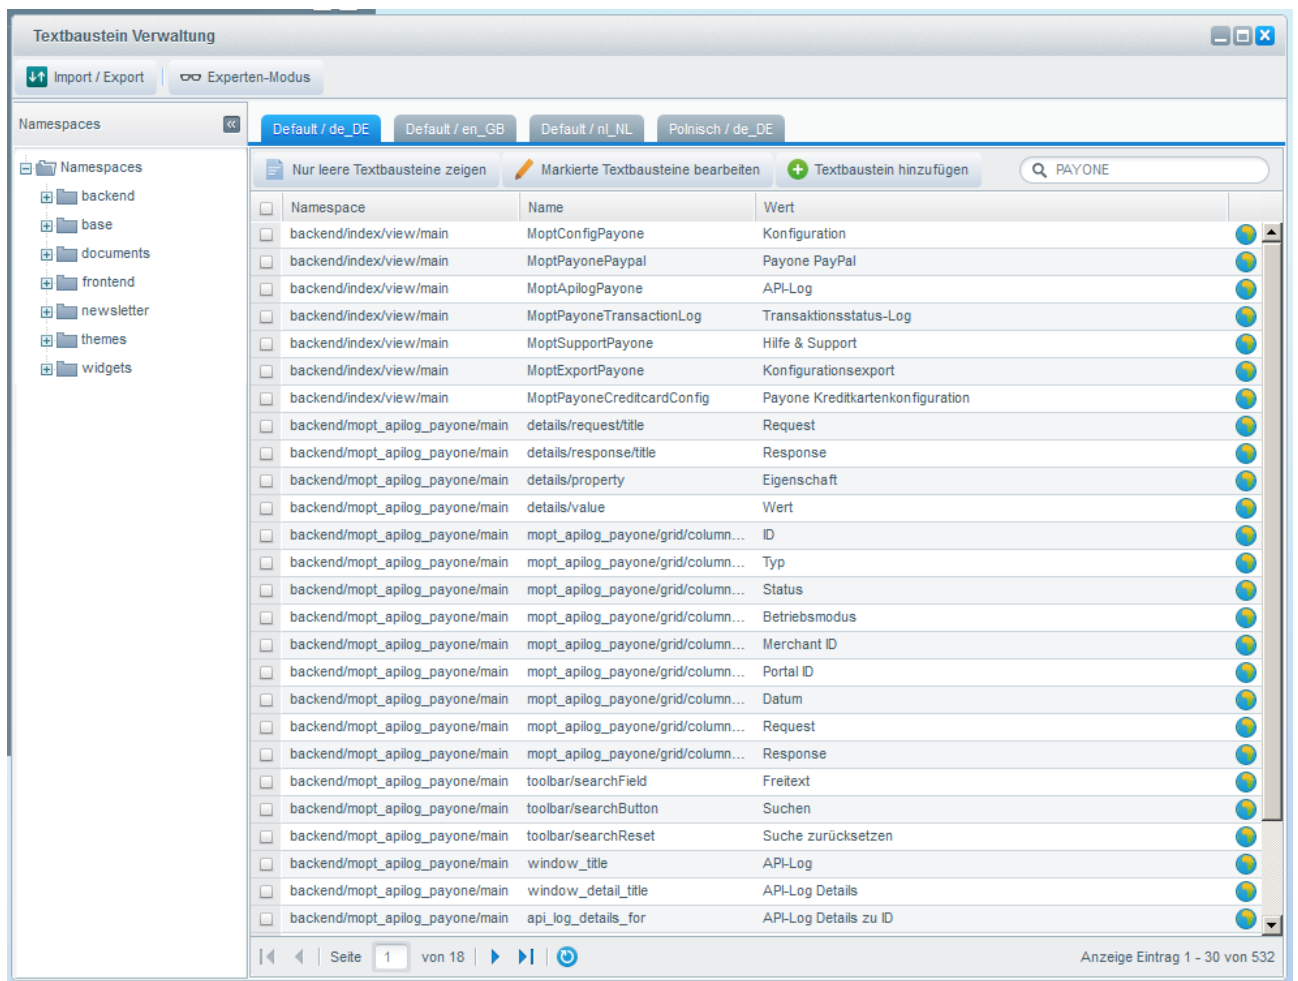 Textbaustein Verwaltung
Import / Export
Experten-Modus
Namespaces
Default / de_DE
Default / en_GB
Default / nl_NL
Polnisch / de_DE
Namespaces
backend
base
documents
frontend
newsletter
themes
widgets
Nur leere Textbausteine zeigen
Markierte Textbausteine bearbeiten
Textbaustein hinzufügen
PAYONE
Namespace Name Wert
backend/index/view/main MoptConfigPayone Konfiguration
backend/index/view/main MoptPayonePaypal Payone PayPal
backend/index/view/main MoptApilogPayone API-Log
backend/index/view/main MoptPayoneTransactionLog Transaktionsstatus-Log
backend/index/view/main MoptSupportPayone Hilfe & Support
backend/index/view/main MoptExportPayone Konfigurationsexport
backend/index/view/main MoptPayoneCreditcardConfig Payone Kreditkartenkonfiguration
backend/mopt_apilog_payone/main details/request/title Request
backend/mopt_apilog_payone/main details/response/title Response
backend/mopt_apilog_payone/main details/property Eigenschaft
backend/mopt_apilog_payone/main details/value Wert
backend/mopt_apilog_payone/main mopt_apilog_payone/grid/column... ID
backend/mopt_apilog_payone/main mopt_apilog_payone/grid/column... Typ
backend/mopt_apilog_payone/main mopt_apilog_payone/grid/column... Status
backend/mopt_apilog_payone/main mopt_apilog_payone/grid/column... Betriebsmodus
backend/mopt_apilog_payone/main mopt_apilog_payone/grid/column... Merchant ID
backend/mopt_apilog_payone/main mopt_apilog_payone/grid/column... Portal ID
backend/mopt_apilog_payone/main mopt_apilog_payone/grid/column... Datum
backend/mopt_apilog_payone/main mopt_apilog_payone/grid/column... Request
backend/mopt_apilog_payone/main mopt_apilog_payone/grid/column... Response
backend/mopt_apilog_payone/main toolbar/searchField Freitext
backend/mopt_apilog_payone/main toolbar/searchButton Suchen
backend/mopt_apilog_payone/main toolbar/searchReset Suche zurücksetzen
backend/mopt_apilog_payone/main window_title API-Log
backend/mopt_apilog_payone/main window_detail_title API-Log Details
backend/mopt_apilog_payone/main api_log_details_for API-Log Details zu ID
Seite 1 von 18
Anzeige Eintrag 1 - 30 von 532